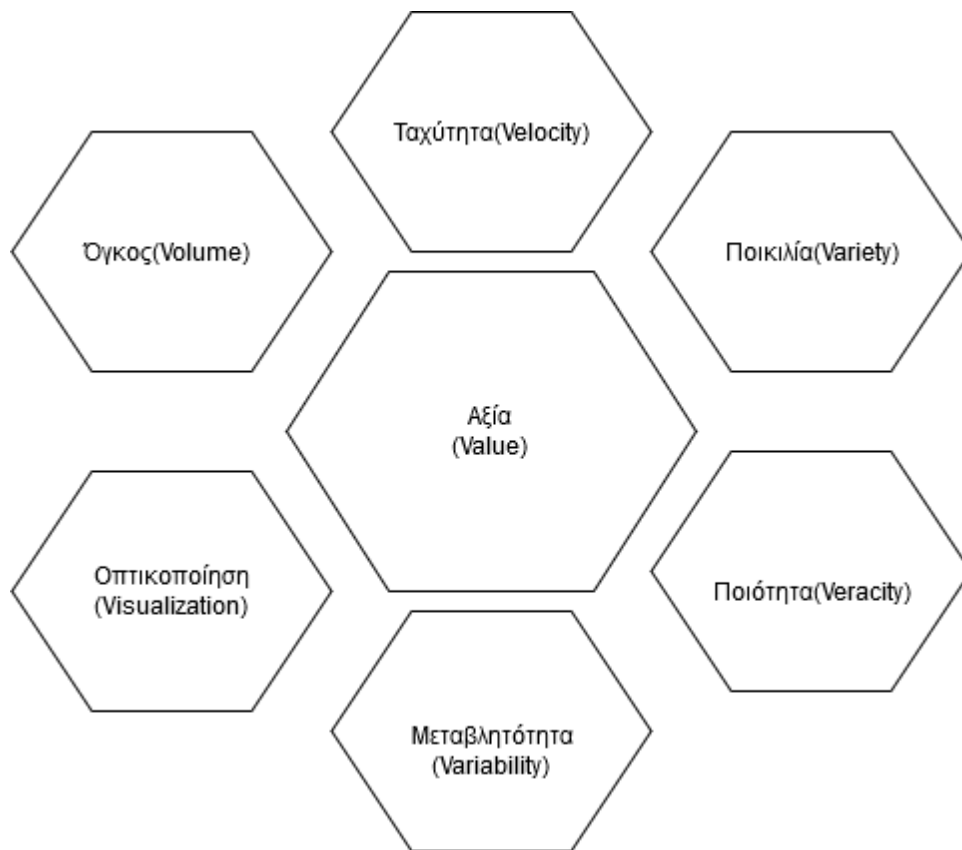 Ταχύτητα(Velocity)
Όγκος(Volume)
Ποικιλία(Variety)
Αξία
(Value)
Οπτικοποίηση
(Visualization)
Ποιότητα(Veracity)
Μεταβλητότητα
(Variability)